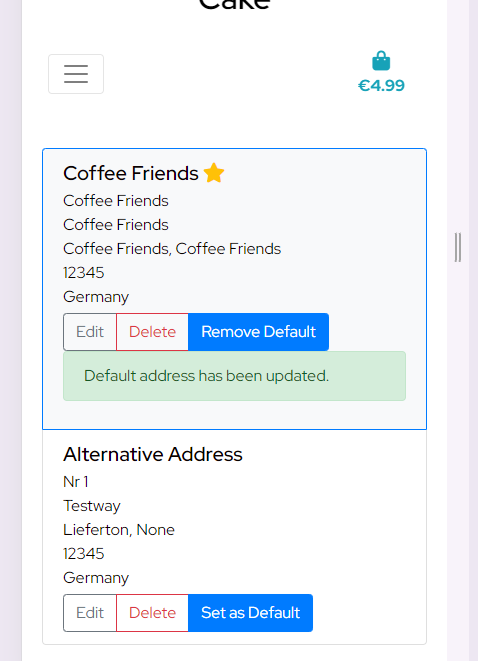 Cake
€4.99
Coffee Friends
Coffee Friends
Coffee Friends
Coffee Friends, Coffee Friends
12345
Germany
Edit Delete Remove Default
Default address has been updated.
Alternative Address
Nr 1
Testway
Lieferton, None
12345
Germany
Edit Delete Set as Default